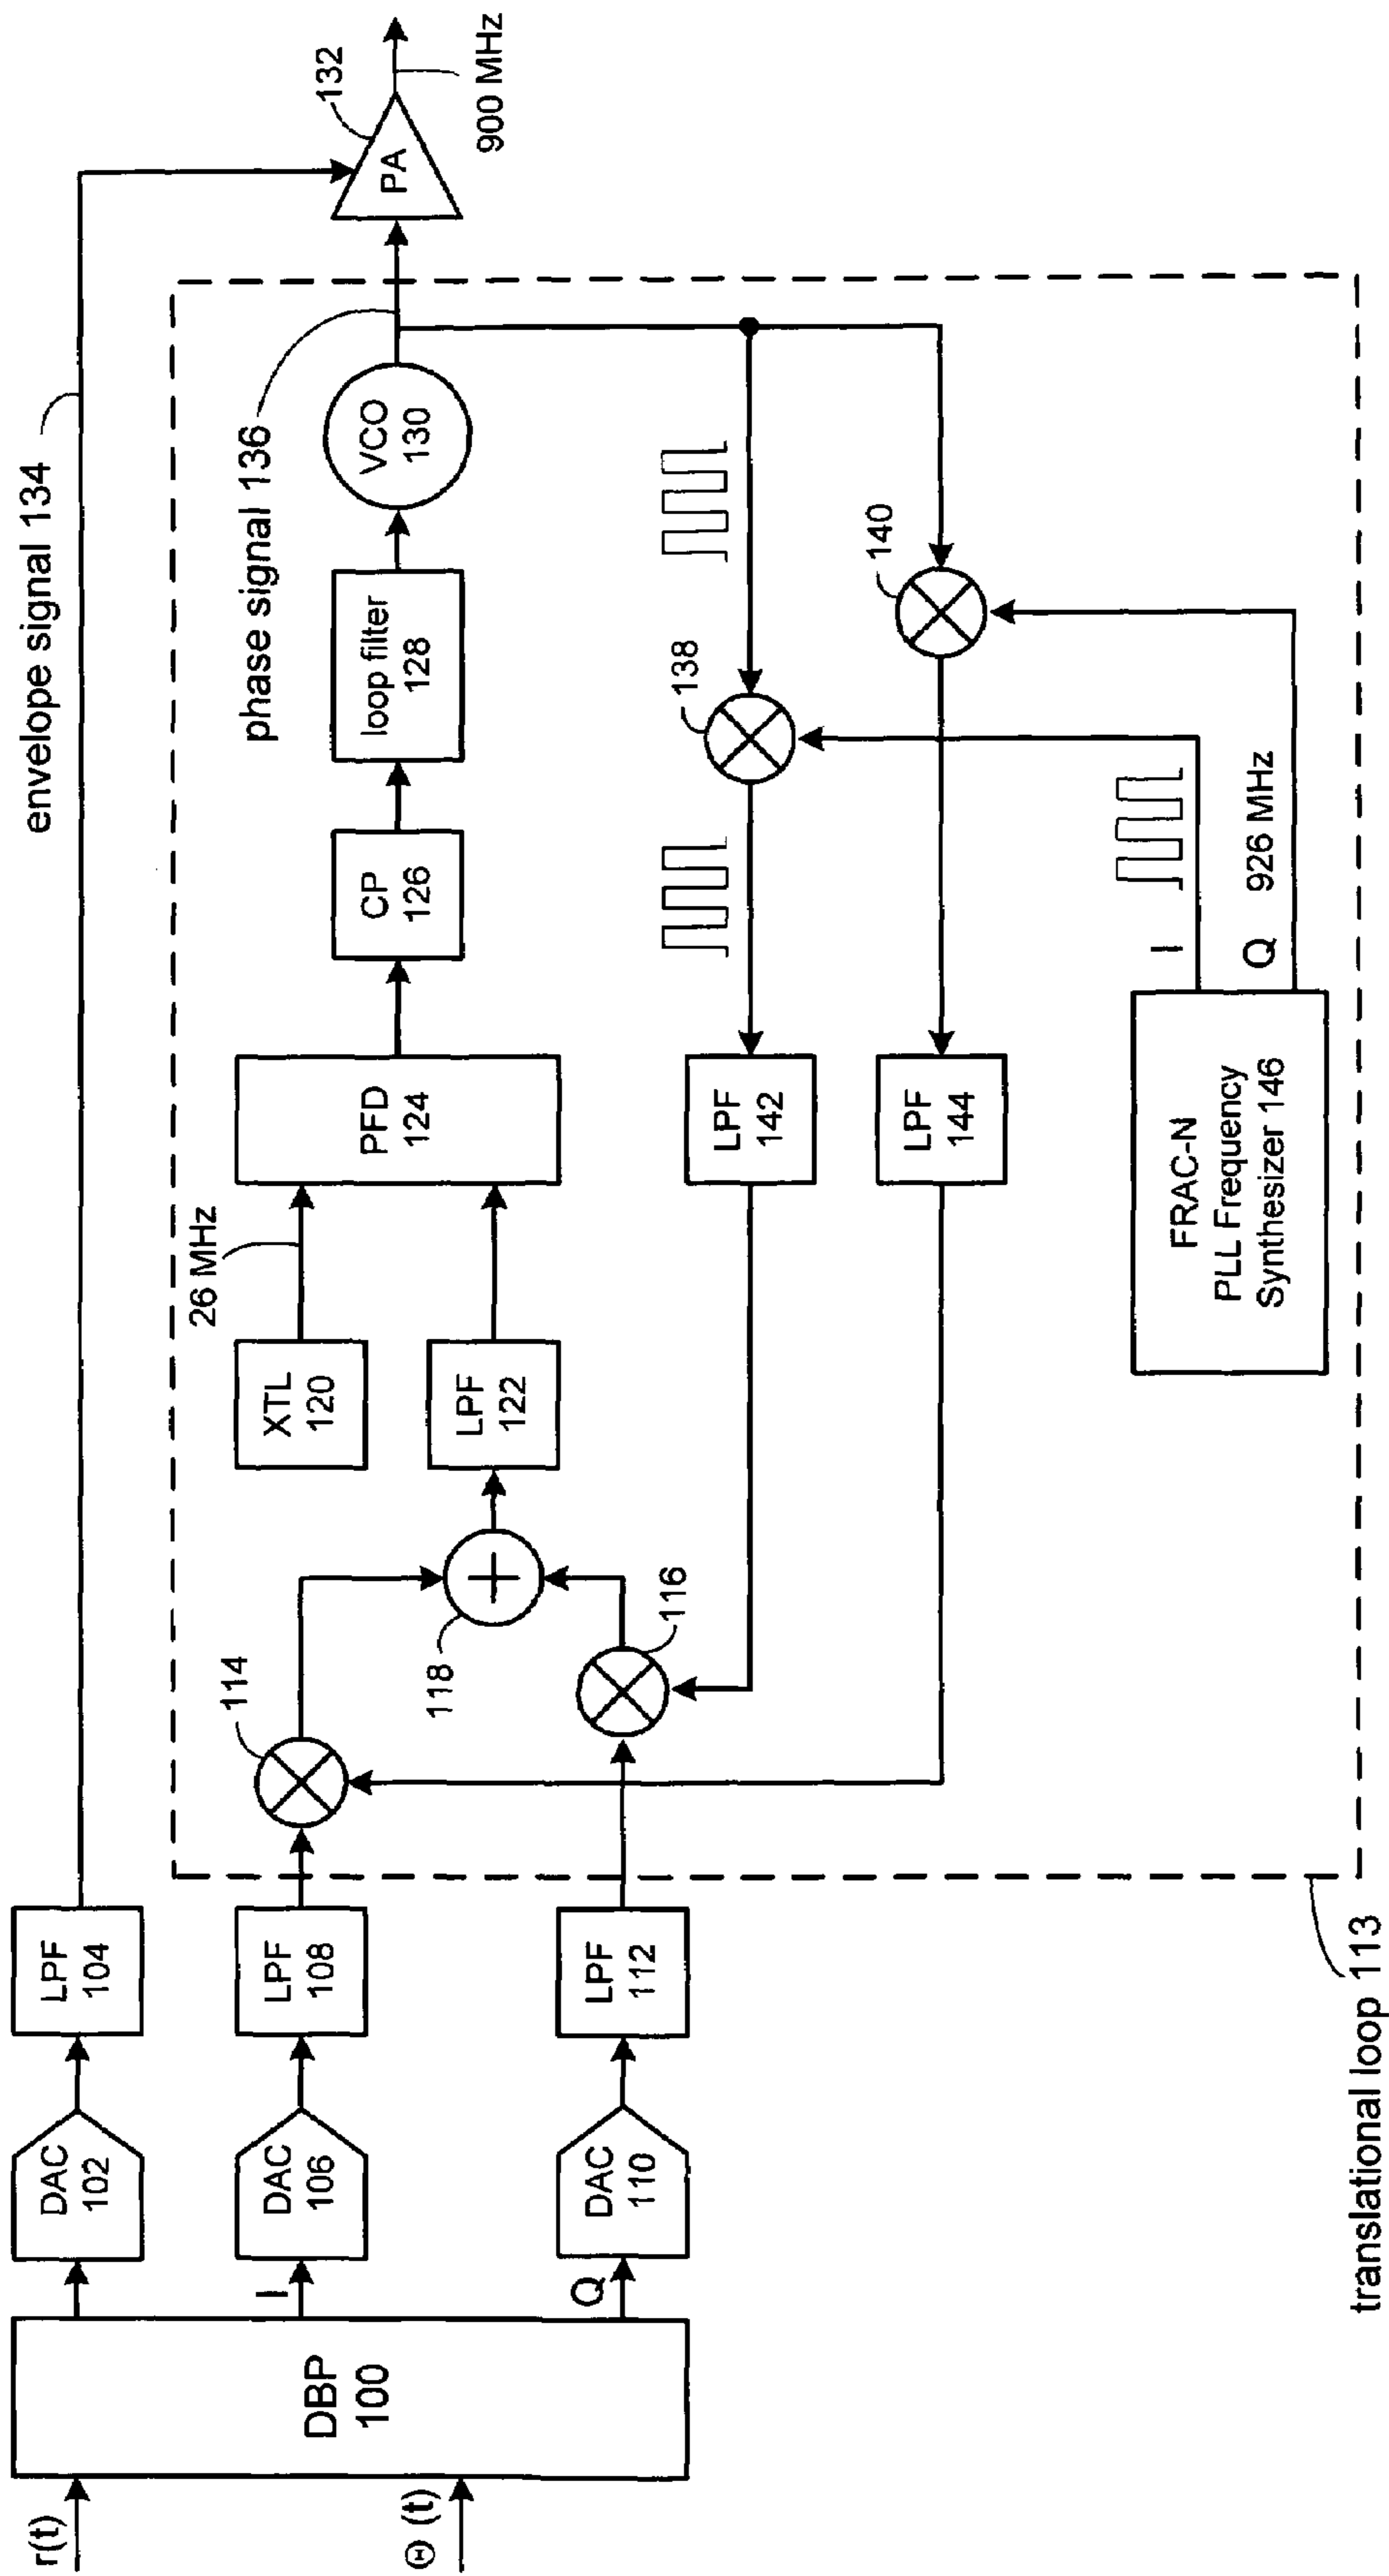 r(t)
Θ (t)
DBP
100
I
Q
DAC
102
DAC
106
DAC
110
LPF
104
LPF
108
LPF
112
translational loop 113
envelope signal 134
114
116
118
XTL
120
26 MHz
LPF
122
PFD
124
CP
126
loop filter
128
phase signal 136
VCO
130
PA
132
900 MHz
138
140
LPF
142
LPF
144
FRAC-N
PLL Frequency
Synthesizer 146
I
Q
926 MHz